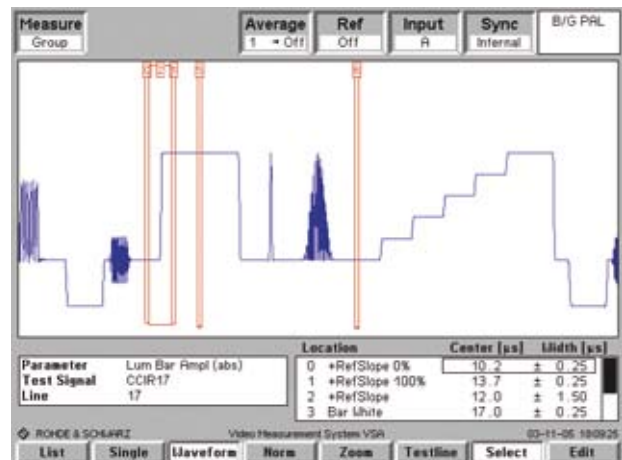 Measure
Group
Average
1 → Off
Ref
Off
Input
A
Sync
Internal
B/G PAL
Parameter Lum Bar Ampl (abs)
Test Signal CCIR17
Line 17
Location Center [µs] Width [µs]
0 +RefSlope 0% 10.2 ± 0.25
1 +RefSlope 100% 13.7 ± 0.25
2 +RefSlope 12.0 ± 1.50
3 Bar White 17.0 ± 0.25
ROHDE & SCHWARZ Video Measurement System VSA 03-11-05 18:09:25
List Single Waveform Norm Zoom Testline Select Edit